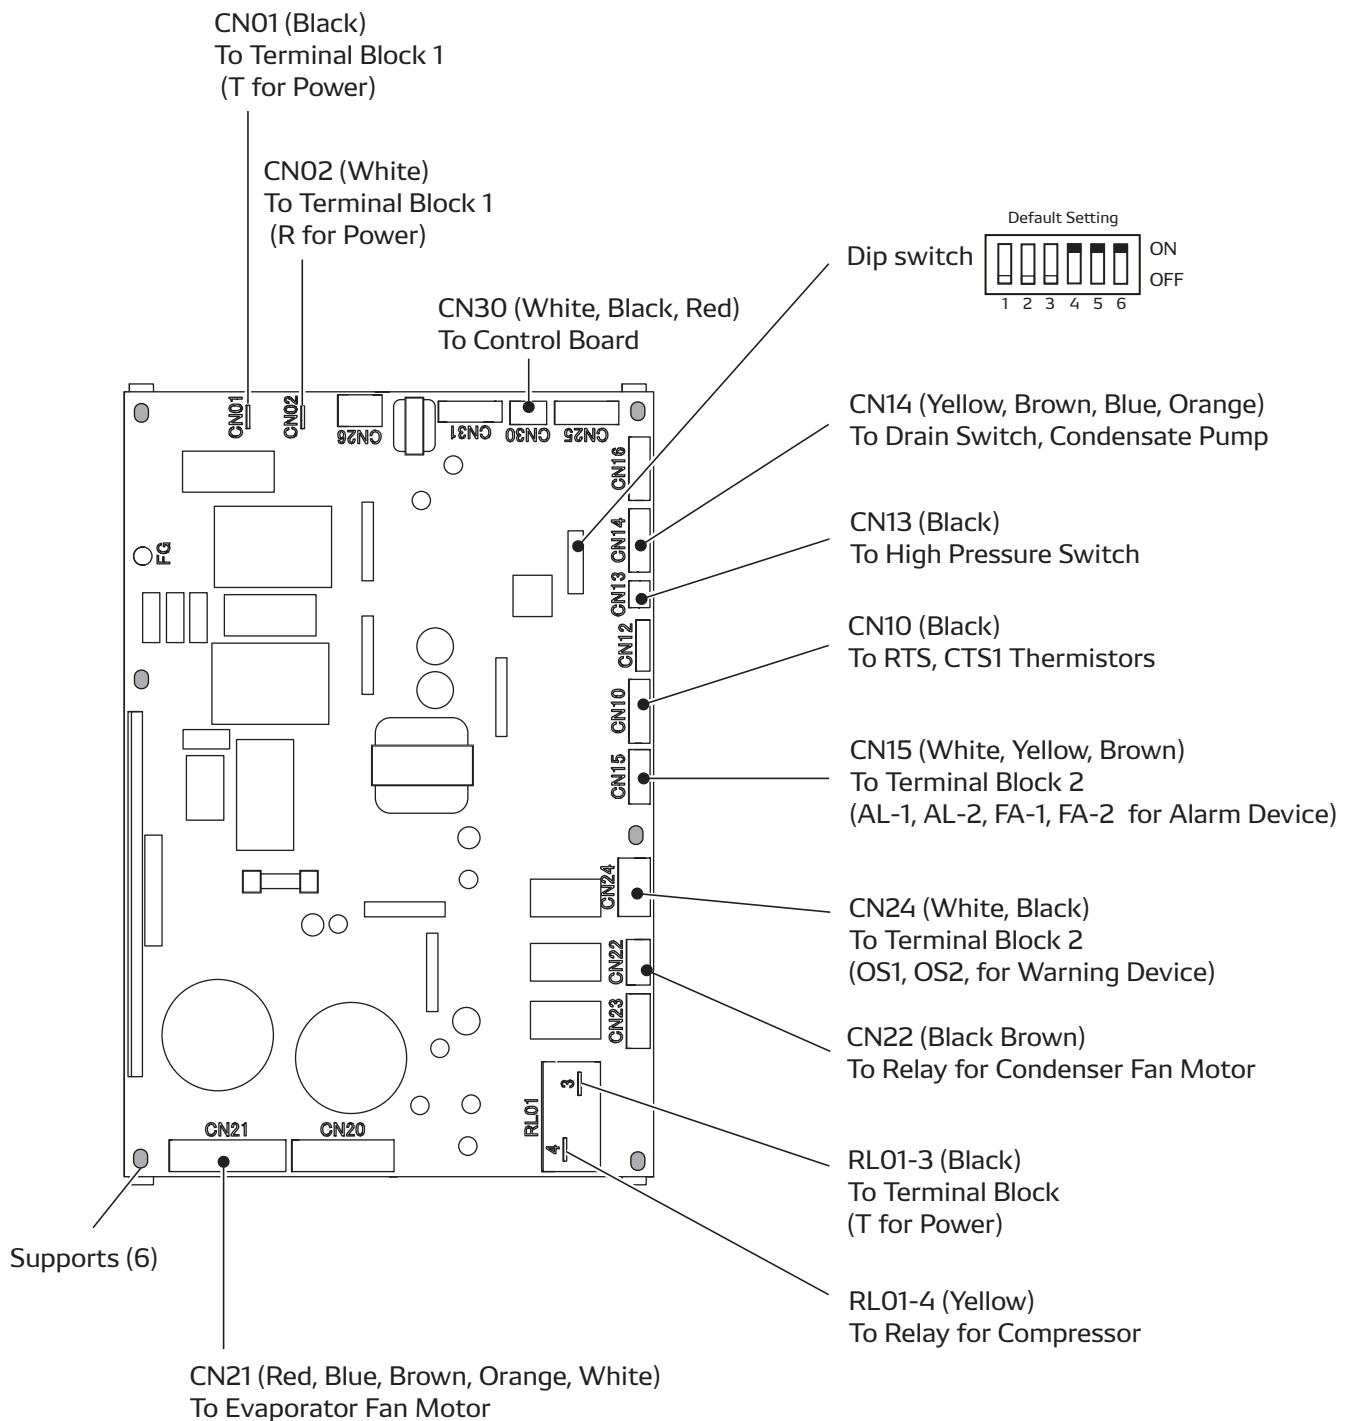 CN01 (Black)
To Terminal Block 1
(T for Power)
CN02 (White)
To Terminal Block 1
(R for Power)
Default Setting
Dip switch
ON
OFF
1 2 3 4 5 6
CN30 (White, Black, Red)
To Control Board
CN14 (Yellow, Brown, Blue, Orange)
To Drain Switch, Condensate Pump
CN13 (Black)
To High Pressure Switch
CN10 (Black)
To RTS, CTS1 Thermistors
CN15 (White, Yellow, Brown)
To Terminal Block 2
(AL-1, AL-2, FA-1, FA-2 for Alarm Device)
CN24 (White, Black)
To Terminal Block 2
(OS1, OS2, for Warning Device)
CN22 (Black Brown)
To Relay for Condenser Fan Motor
RL01-3 (Black)
To Terminal Block
(T for Power)
RL01-4 (Yellow)
To Relay for Compressor
CN01
CN02
CN26
CN31
CN30
CN25
CN16
CN14
CN13
CN12
CN10
CN15
CN24
CN22
CN23
FG
RL01
3
4
CN21
CN20
Supports (6)
CN21 (Red, Blue, Brown, Orange, White)
To Evaporator Fan Motor